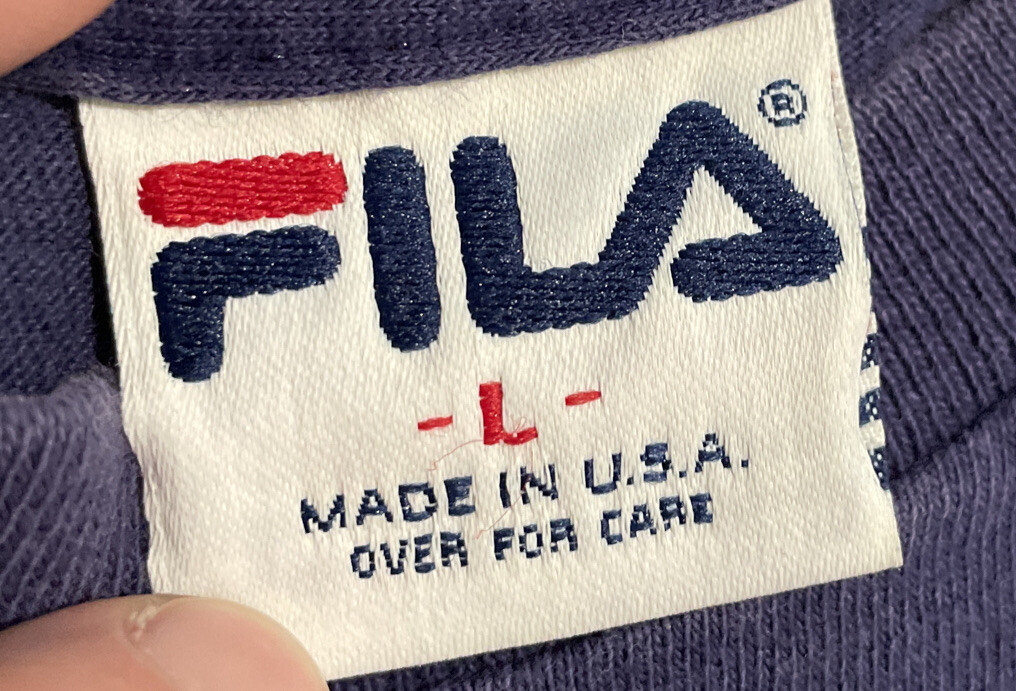 FILA®
- L -
MADE IN U.S.A.
OVER FOR CARE